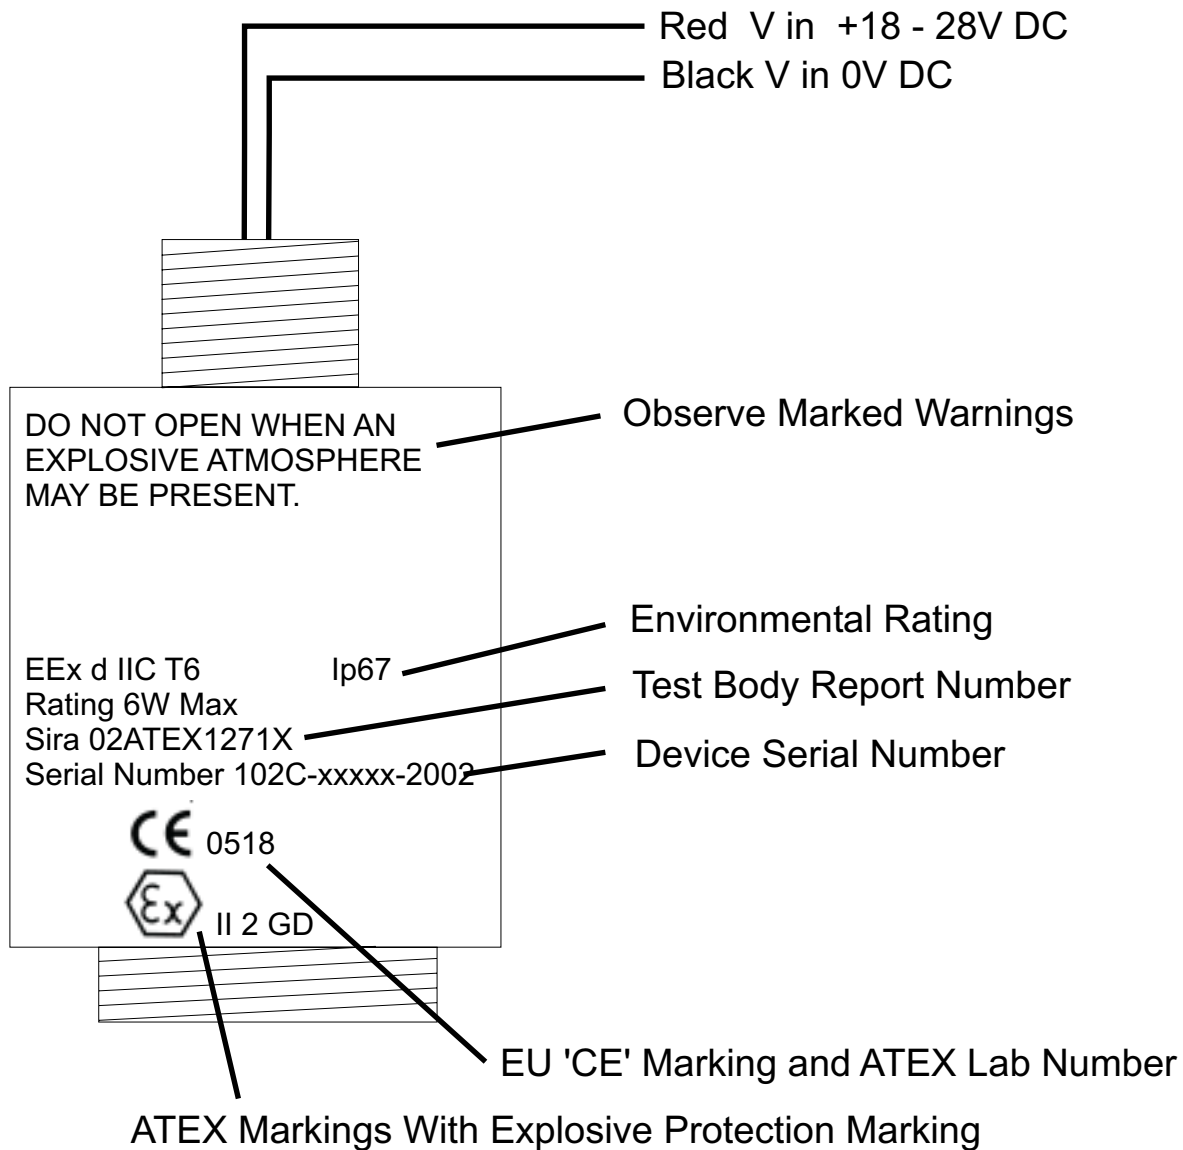 Red V in +18 - 28V DC
Black V in 0V DC
DO NOT OPEN WHEN AN
EXPLOSIVE ATMOSPHERE
MAY BE PRESENT.
Observe Marked Warnings
Environmental Rating
EEx d IIC T6 Ip67
Rating 6W Max
Test Body Report Number
Sira 02ATEX1271X
Device Serial Number
Serial Number 102C-xxxxx-2002
CE 0518
Ex II 2 GD
EU 'CE' Marking and ATEX Lab Number
ATEX Markings With Explosive Protection Marking